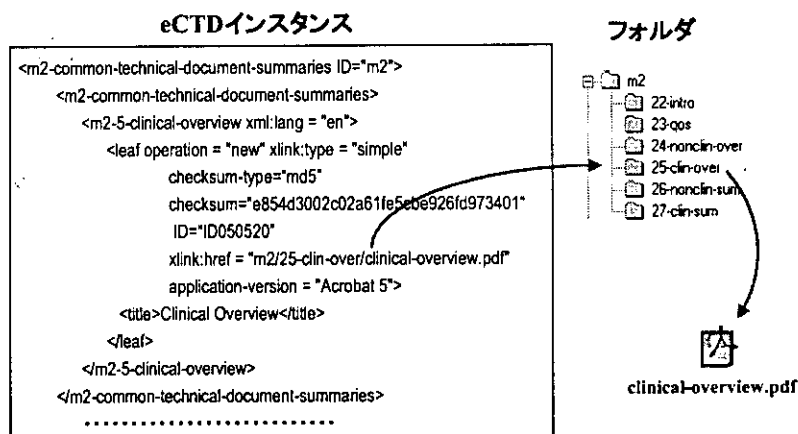 eCTDインスタンス
<m2-common-technical-document-summaries ID="m2">
<m2-common-technical-document-summaries>
<m2-5-clinical-overview xml:lang = "en">
<leaf operation = "new" xlink:type = "simple"
checksum-type="md5"
checksum="e854d3002c02a61fe5cbe926fd973401"
ID="ID050520"
xlink:href = "m2/25-clin-over/clinical-overview.pdf"
application-version = "Acrobat 5">
<title>Clinical Overview</title>
</leaf>
</m2-5-clinical-overview>
</m2-common-technical-document-summaries>
フォルダ
m2
22-intro
23-qos
24-nonclin-over
25-clin-over
26-nonclin-sum
27-clin-sum
clinical-overview.pdf